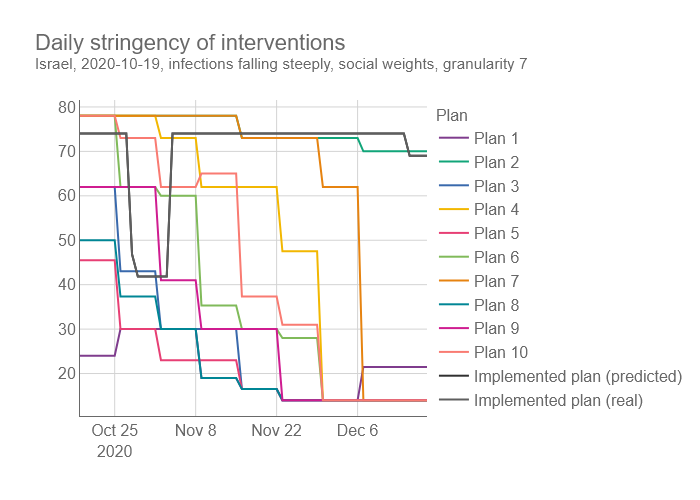 Daily stringency of interventions
Israel, 2020-10-19, infections falling steeply, social weights, granularity 7
80
70
60
50
40
30
20
Oct 25
2020
Nov 8
Nov 22
Dec 6
Plan
Plan 1
Plan 2
Plan 3
Plan 4
Plan 5
Plan 6
Plan 7
Plan 8
Plan 9
Plan 10
Implemented plan (predicted)
Implemented plan (real)